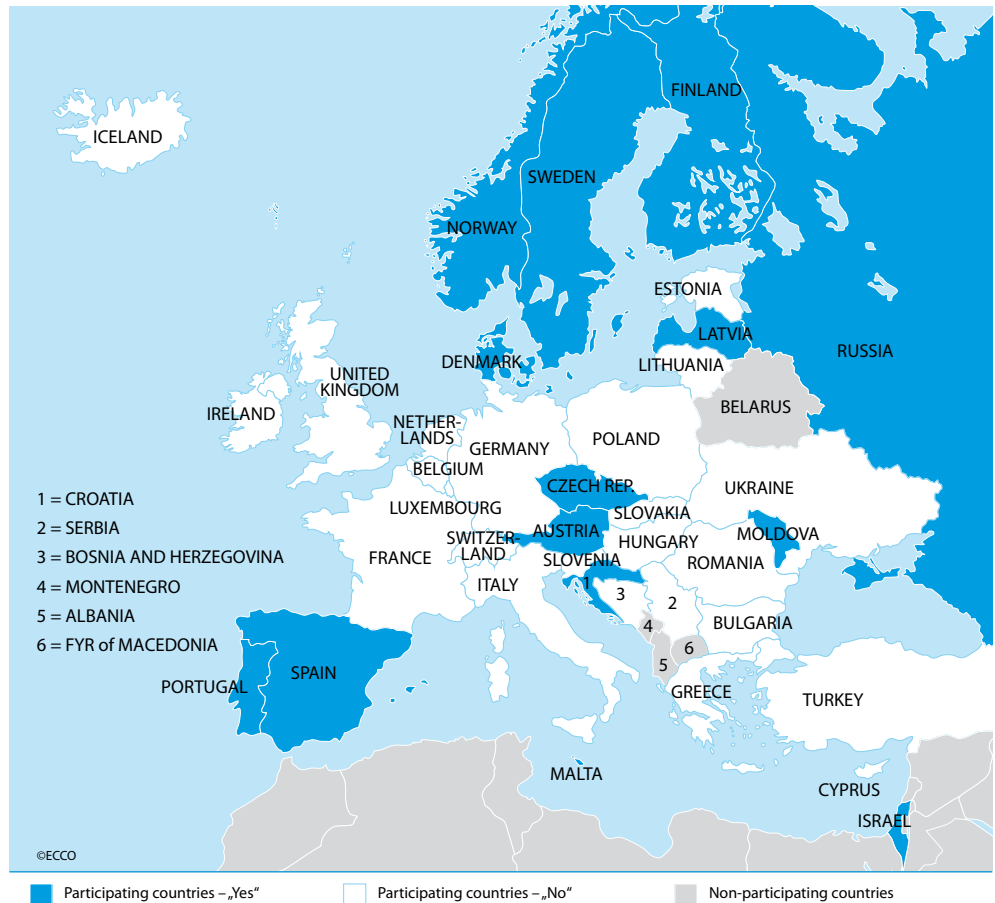 ICELAND
FINLAND
SWEDEN
NORWAY
ESTONIA
LATVIA
RUSSIA
DENMARK
LITHUANIA
UNITED
KINGDOM
BELARUS
IRELAND
NETHER-
LANDS
POLAND
GERMANY
BELGIUM
CZECH REP.
UKRAINE
1 = CROATIA
2 = SERBIA
3 = BOSNIA AND HERZEGOVINA
4 = MONTENEGRO
5 = ALBANIA
6 = FYR of MACEDONIA
LUXEMBOURG
SLOVAKIA
AUSTRIA
MOLDOVA
SWITZER-
LAND
HUNGARY
FRANCE
SLOVENIA
ROMANIA
ITALY
1
3
2
BULGARIA
4
6
5
SPAIN
PORTUGAL
GREECE
TURKEY
MALTA
CYPRUS
ISRAEL
©ECCO
Participating countries – „Yes“
Participating countries – „No“
Non-participating countries